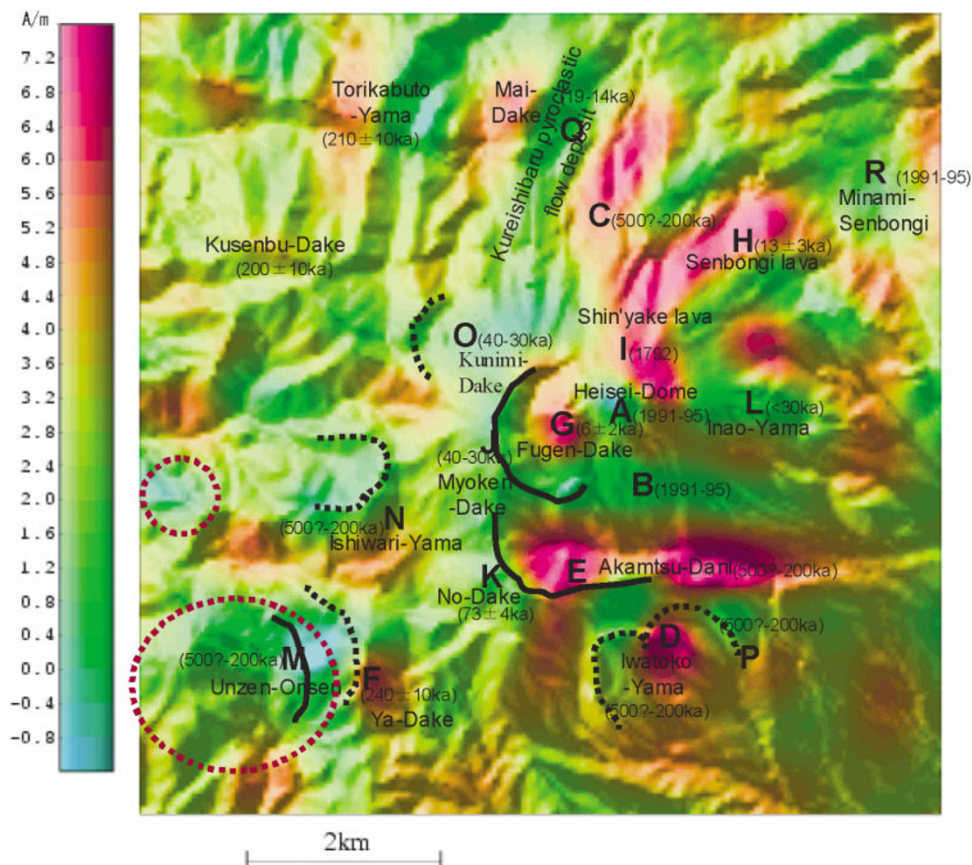 A/m
7.2
6.8
6.4
6.0
5.6
5.2
4.8
4.4
4.0
3.6
3.2
2.8
2.4
2.0
1.6
1.2
0.8
0.4
0.0
-0.4
-0.8
Torikabuto
-Yama
(210±10ka)
Mai-
Dake
(19-14ka)
Q
Kureishibaru pyroclastic
flow deposit
R (1991-95)
Minami-
Senbongi
C(500?-200ka)
Kusenbu-Dake
(200±10ka)
H(13±3ka)
Senbongi lava
Shin'yake lava
I(1792)
O(40-30ka)
Kunimi-
Dake
Heisei-Dome
A(1991-95)
L(<30ka)
Inao-Yama
G(6±2ka)
Fugen-Dake
J
(40-30ka)
Myoken
-Dake
B(1991-95)
N
(500?-200ka)
Ishiwari-Yama
E Akamtsu-Dani(500?-200ka)
K
No-Dake
(73±4ka)
(500?-200ka)
D
P
Iwatoko
-Yama
(500?-200ka)
(500?-200ka)M
Unzen-Onsen
F(240±10ka)
Ya-Dake
2km